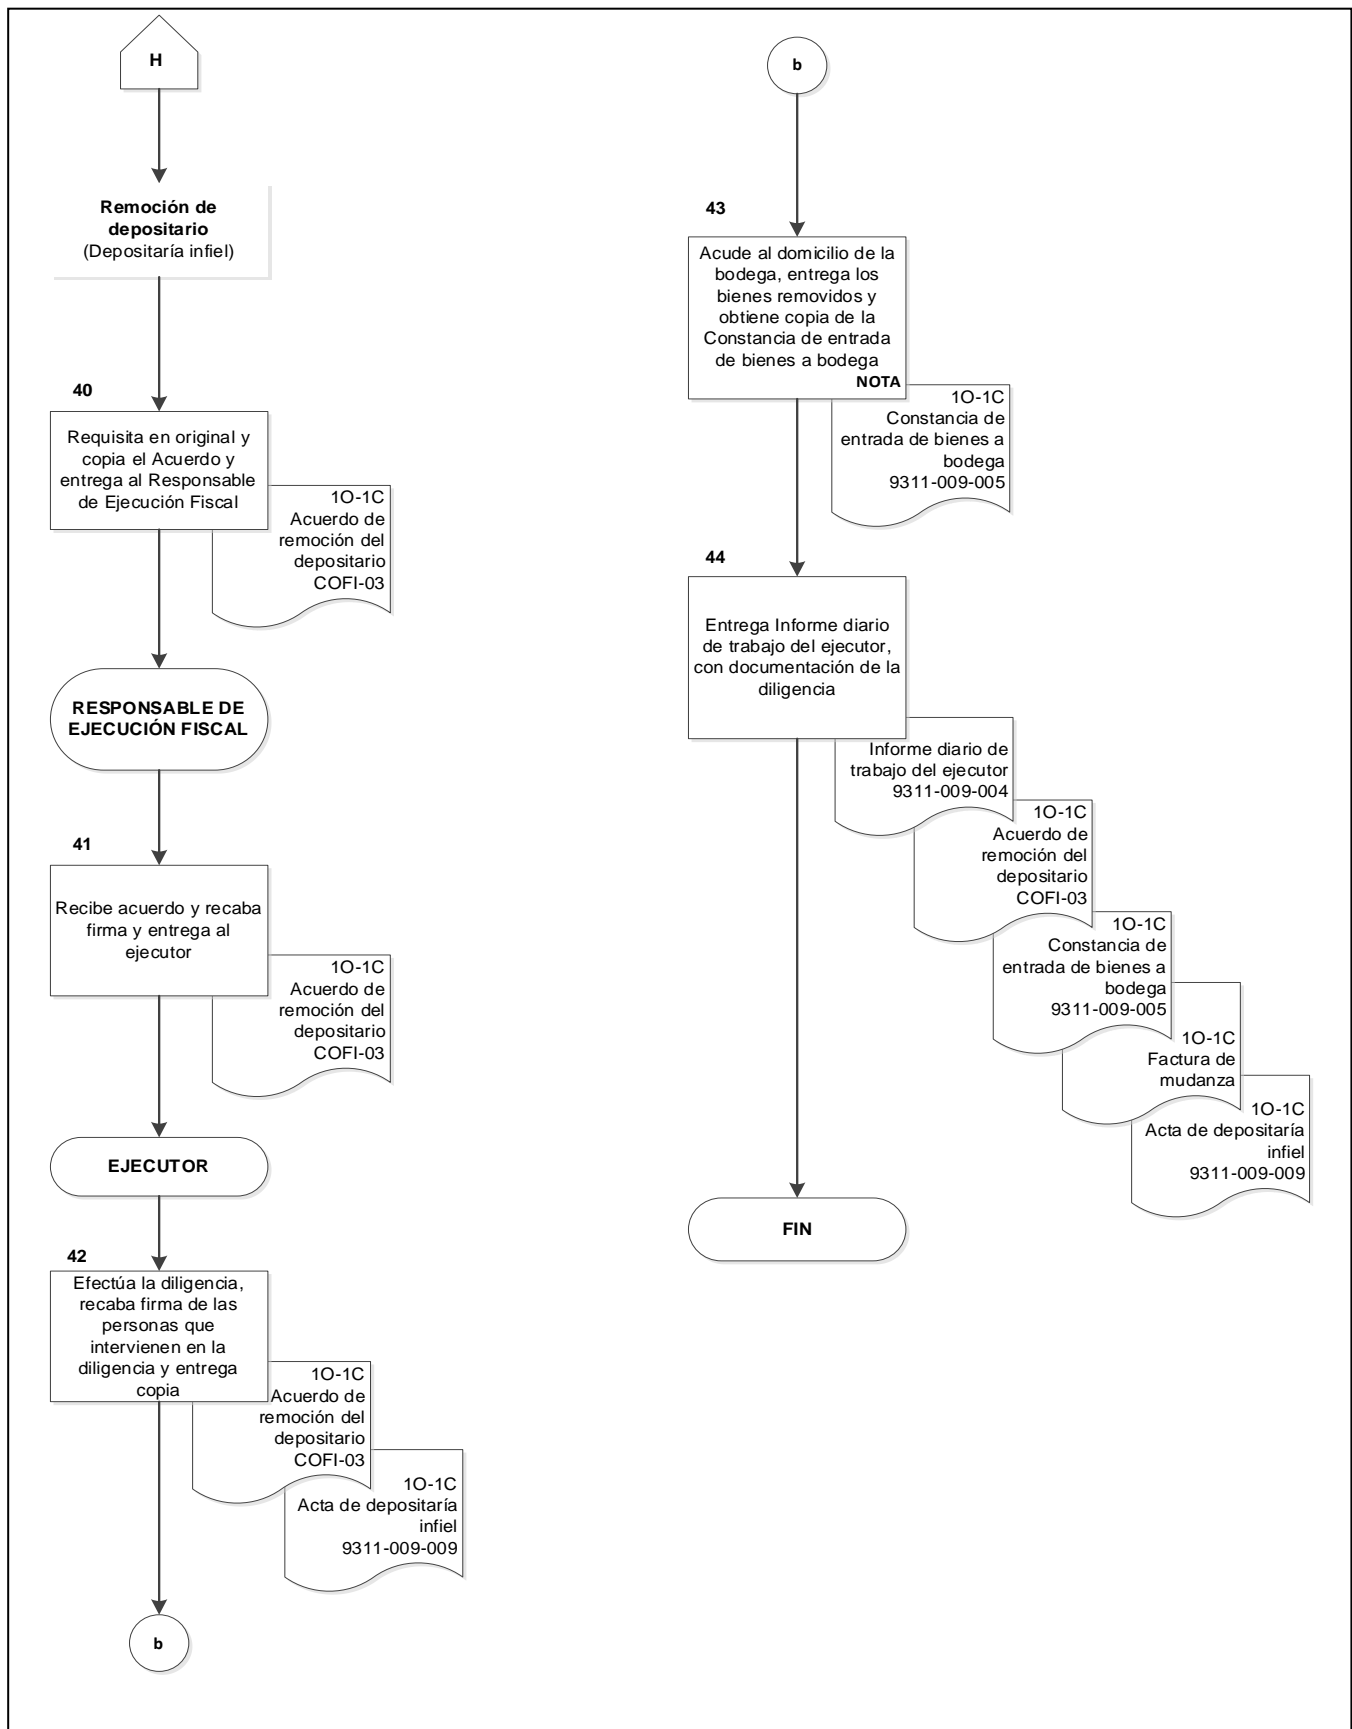 H
Remoción de
depositario
(Depositaría infiel)
40
Requisita en original y
copia el Acuerdo y
entrega al Responsable
de Ejecución Fiscal
1O-1C
Acuerdo de
remoción del
depositario
COFI-03
RESPONSABLE DE
EJECUCIÓN FISCAL
41
Recibe acuerdo y recaba
firma y entrega al
ejecutor
1O-1C
Acuerdo de
remoción del
depositario
COFI-03
EJECUTOR
42
Efectúa la diligencia,
recaba firma de las
personas que
intervienen en la
diligencia y entrega
copia
1O-1C
Acuerdo de
remoción del
depositario
COFI-03
1O-1C
Acta de depositaría
infiel
9311-009-009
b
b
43
Acude al domicilio de la
bodega, entrega los
bienes removidos y
obtiene copia de la
Constancia de entrada
de bienes a bodega
NOTA
1O-1C
Constancia de
entrada de bienes a
bodega
9311-009-005
44
Entrega Informe diario
de trabajo del ejecutor,
con documentación de la
diligencia
Informe diario de
trabajo del ejecutor
9311-009-004
1O-1C
Acuerdo de
remoción del
depositario
COFI-03
1O-1C
Constancia de
entrada de bienes a
bodega
9311-009-005
1O-1C
Factura de
mudanza
1O-1C
Acta de depositaría
infiel
9311-009-009
FIN